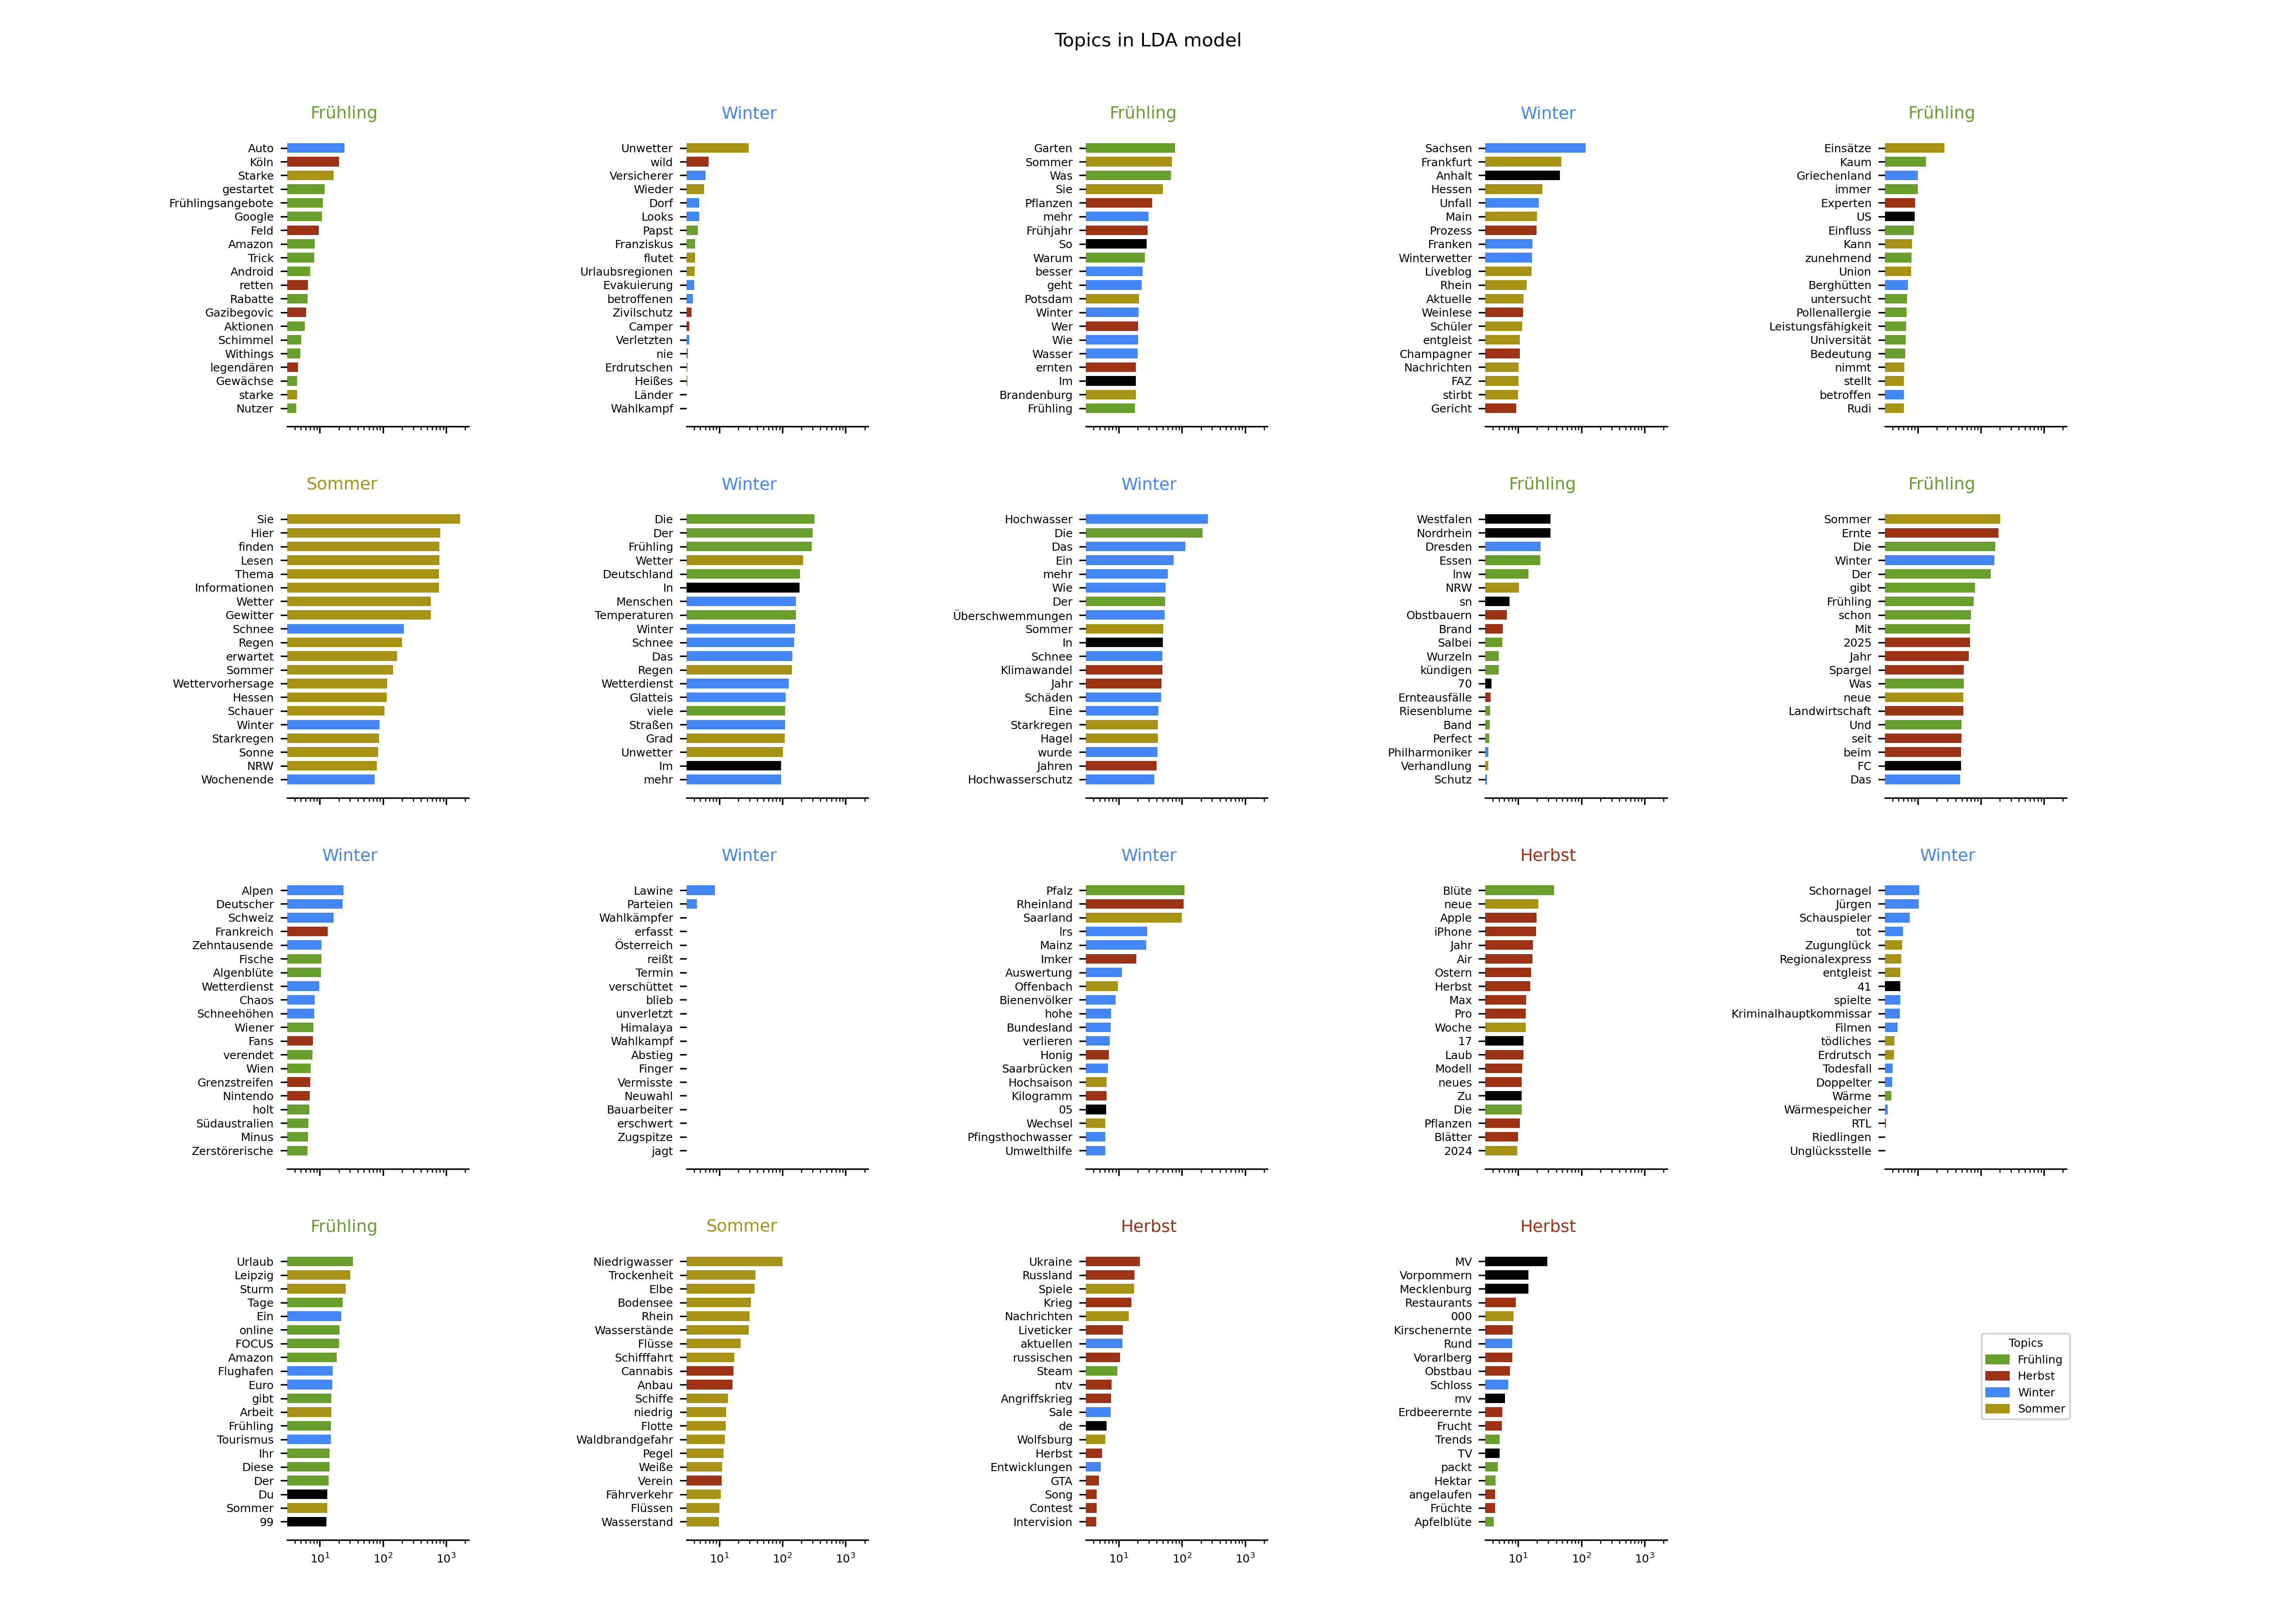 Topics in LDA model
Frühling
Auto
Köln
Starke
gestartet
Frühlingsangebote
Google
Feld
Amazon
Trick
Android
retten
Rabatte
Gazibegovic
Aktionen
Schimmel
Withings
legendären
Gewächse
starke
Nutzer
Winter
Unwetter
wild
Versicherer
Wieder
Dorf
Looks
Papst
Franziskus
flutet
Urlaubsregionen
Evakuierung
betroffenen
Zivilschutz
Camper
Verletzten
nie
Erdrutschen
Heißes
Länder
Wahlkampf
Frühling
Garten
Sommer
Was
Sie
Pflanzen
mehr
Frühjahr
So
Warum
besser
geht
Potsdam
Winter
Wer
Wie
Wasser
ernten
Im
Brandenburg
Frühling
Winter
Sachsen
Frankfurt
Anhalt
Hessen
Unfall
Main
Prozess
Franken
Winterwetter
Liveblog
Rhein
Aktuelle
Weinlese
Schüler
entgleist
Champagner
Nachrichten
FAZ
stirbt
Gericht
Frühling
Einsätze
Kaum
Griechenland
immer
Experten
US
Einfluss
Kann
zunehmend
Union
Berghütten
untersucht
Pollenallergie
Leistungsfähigkeit
Universität
Bedeutung
nimmt
stellt
betroffen
Rudi
Sommer
Sie
Hier
finden
Lesen
Thema
Informationen
Wetter
Gewitter
Schnee
Regen
erwartet
Sommer
Wettervorhersage
Hessen
Schauer
Winter
Starkregen
Sonne
NRW
Wochenende
Winter
Die
Der
Frühling
Wetter
Deutschland
In
Menschen
Temperaturen
Winter
Schnee
Das
Regen
Wetterdienst
Glatteis
viele
Straßen
Grad
Unwetter
Im
mehr
Winter
Hochwasser
Die
Das
Ein
mehr
Wie
Der
Überschwemmungen
Sommer
In
Schnee
Klimawandel
Jahr
Schäden
Eine
Starkregen
Hagel
wurde
Jahren
Hochwasserschutz
Frühling
Westfalen
Nordrhein
Dresden
Essen
lnw
NRW
sn
Obstbauern
Brand
Salbei
Wurzeln
kündigen
70
Ernteausfälle
Riesenblume
Band
Perfect
Philharmoniker
Verhandlung
Schutz
Frühling
Sommer
Ernte
Die
Winter
Der
gibt
Frühling
schon
Mit
2025
Jahr
Spargel
Was
neue
Landwirtschaft
Und
seit
beim
FC
Das
Winter
Alpen
Deutscher
Schweiz
Frankreich
Zehntausende
Fische
Algenblüte
Wetterdienst
Chaos
Schneehöhen
Wiener
Fans
verendet
Wien
Grenzstreifen
Nintendo
holt
Südaustralien
Minus
Zerstörerische
Winter
Lawine
Parteien
Wahlkämpfer
erfasst
Österreich
reißt
Termin
verschüttet
blieb
unverletzt
Himalaya
Wahlkampf
Abstieg
Finger
Vermisste
Neuwahl
Bauarbeiter
erschwert
Zugspitze
jagt
Winter
Pfalz
Rheinland
Saarland
lrs
Mainz
Imker
Auswertung
Offenbach
Bienenvölker
hohe
Bundesland
verlieren
Honig
Saarbrücken
Hochsaison
Kilogramm
05
Wechsel
Pfingsthochwasser
Umwelthilfe
Herbst
Blüte
neue
Apple
iPhone
Jahr
Air
Ostern
Herbst
Max
Pro
Woche
17
Laub
Modell
neues
Zu
Die
Pflanzen
Blätter
2024
Winter
Schornagel
Jürgen
Schauspieler
tot
Zugunglück
Regionalexpress
entgleist
41
spielte
Kriminalhauptkommissar
Filmen
tödliches
Erdrutsch
Todesfall
Doppelter
Wärme
Wärmespeicher
RTL
Riedlingen
Unglücksstelle
Frühling
Urlaub
Leipzig
Sturm
Tage
Ein
online
FOCUS
Amazon
Flughafen
Euro
gibt
Arbeit
Frühling
Tourismus
Ihr
Diese
Der
Du
Sommer
99
10¹ 10² 10³
Sommer
Niedrigwasser
Trockenheit
Elbe
Bodensee
Rhein
Wasserstände
Flüsse
Schifffahrt
Cannabis
Anbau
Schiffe
niedrig
Flotte
Waldbrandgefahr
Pegel
Weiße
Verein
Fährverkehr
Flüssen
Wasserstand
10¹ 10² 10³
Herbst
Ukraine
Russland
Spiele
Krieg
Nachrichten
Liveticker
aktuellen
russischen
Steam
ntv
Angriffskrieg
Sale
de
Wolfsburg
Herbst
Entwicklungen
GTA
Song
Contest
Intervision
10¹ 10² 10³
Herbst
MV
Vorpommern
Mecklenburg
Restaurants
000
Kirschenernte
Rund
Vorarlberg
Obstbau
Schloss
mv
Erdbeerernte
Frucht
Trends
TV
packt
Hektar
angelaufen
Früchte
Apfelblüte
10¹ 10² 10³
Topics
Frühling
Herbst
Winter
Sommer